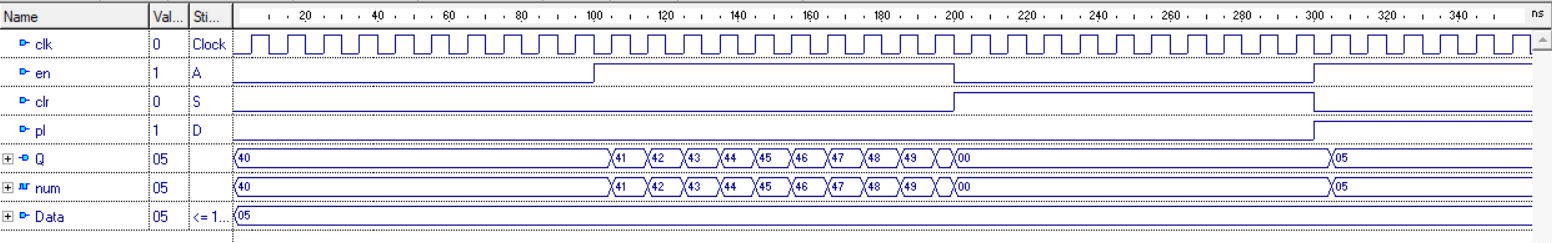 Name Val... Sti... 20 40 60 80 100 120 140 160 180 200 220 240 260 280 300 320 340 ns
clk 0 Clock
en 1 A
clr 0 S
pl 1 D
Q 05 40 41 42 43 44 45 46 47 48 49 00 05
num 05 40 41 42 43 44 45 46 47 48 49 00 05
Data 05 <= 1... 05